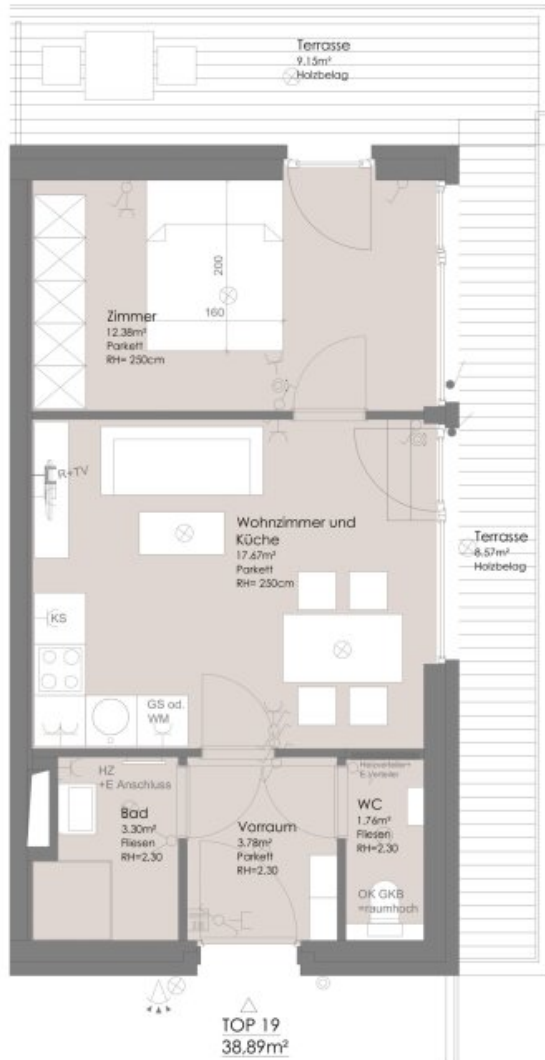 Terrasse
9.15m²
Holzbelag
200
160
Zimmer
12.38m²
Parkett
RH= 250cm
R+TV
Wohnzimmer und
Küche
17.67m²
Parkett
RH= 250cm
Terrasse
8.57m²
Holzbelag
KS
GS od.
WM
HZ
+E Anschluss
Bad
3.30m²
Fliesen
RH=2.30
Vorraum
3.78m²
Parkett
RH=2.30
Heizverteiler+
E.Verteiler
WC
1.76m²
Fliesen
RH=2.30
OK GKB
=raumhoch
TOP 19
38,89m²